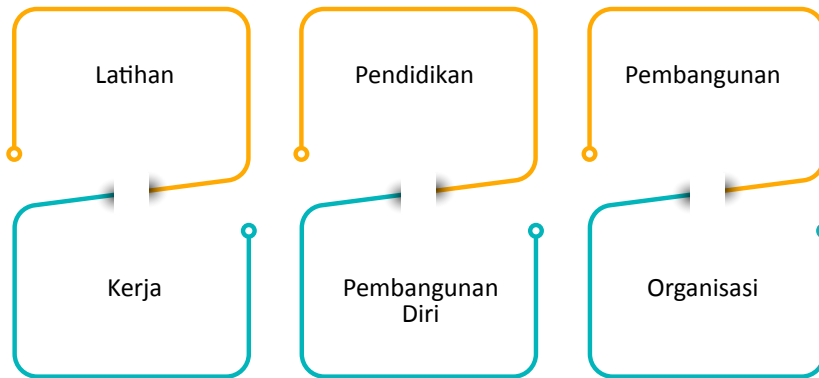 Latihan
Pendidikan
Pembangunan
Kerja
Pembangunan
Diri
Organisasi